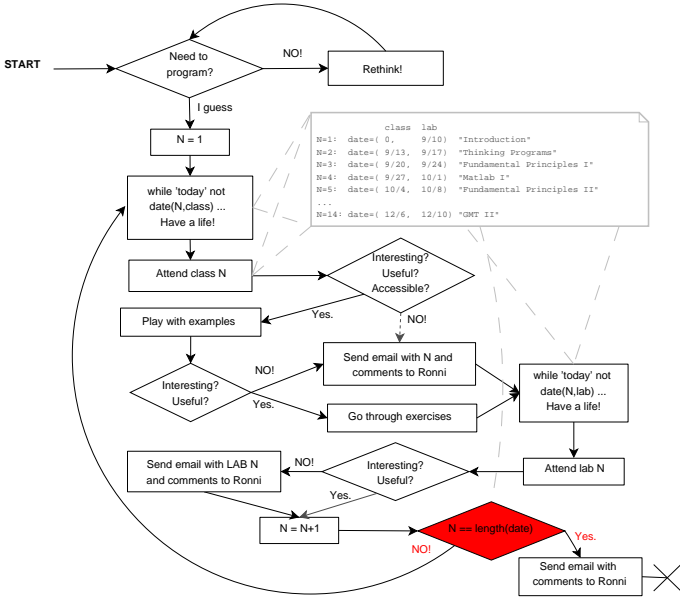 START
Need to
program?
NO!
Rethink!
I guess
N = 1
class lab
N=1: date=( 0, 9/10) "Introduction"
N=2: date=( 9/13, 9/17) "Thinking Programs"
N=3: date=( 9/20, 9/24) "Fundamental Principles I"
N=4: date=( 9/27, 10/1) "Matlab I"
N=5: date=( 10/4, 10/8) "Fundamental Principles II"
...
N=14: date=( 12/6, 12/10) "GMT II"
while 'today' not
date(N,class) ...
Have a life!
Attend class N
Interesting?
Useful?
Accessible?
Yes.
NO!
Play with examples
Interesting?
Useful?
NO!
Yes.
Send email with N and
comments to Ronni
Go through exercises
while 'today' not
date(N,lab) ...
Have a life!
Attend lab N
Interesting?
Useful?
NO!
Yes.
Send email with LAB N
and comments to Ronni
N = N+1
N == length(date)
NO!
Yes.
Send email with
comments to Ronni